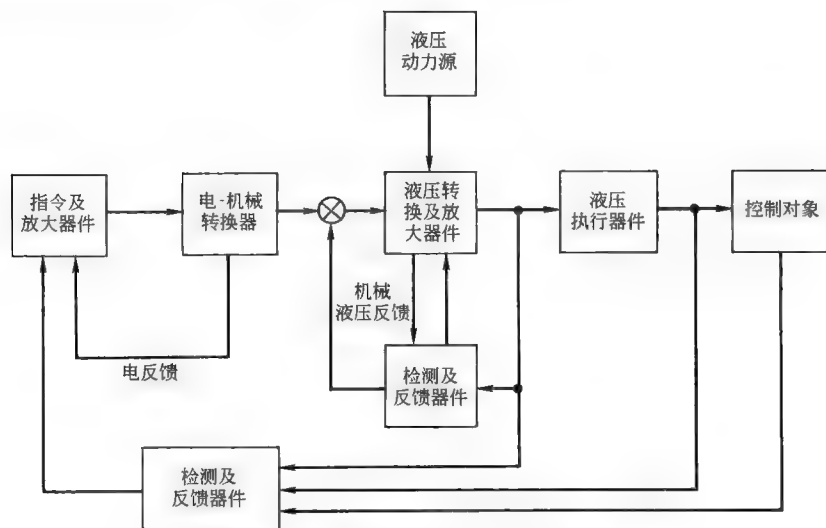 液压
动力源
指令及
放大器件
电-机械
转换器
液压转
换及放
大器件
液压
执行器件
控制对象
机械
液压反馈
电反馈
检测及
反馈器件
检测及
反馈器件